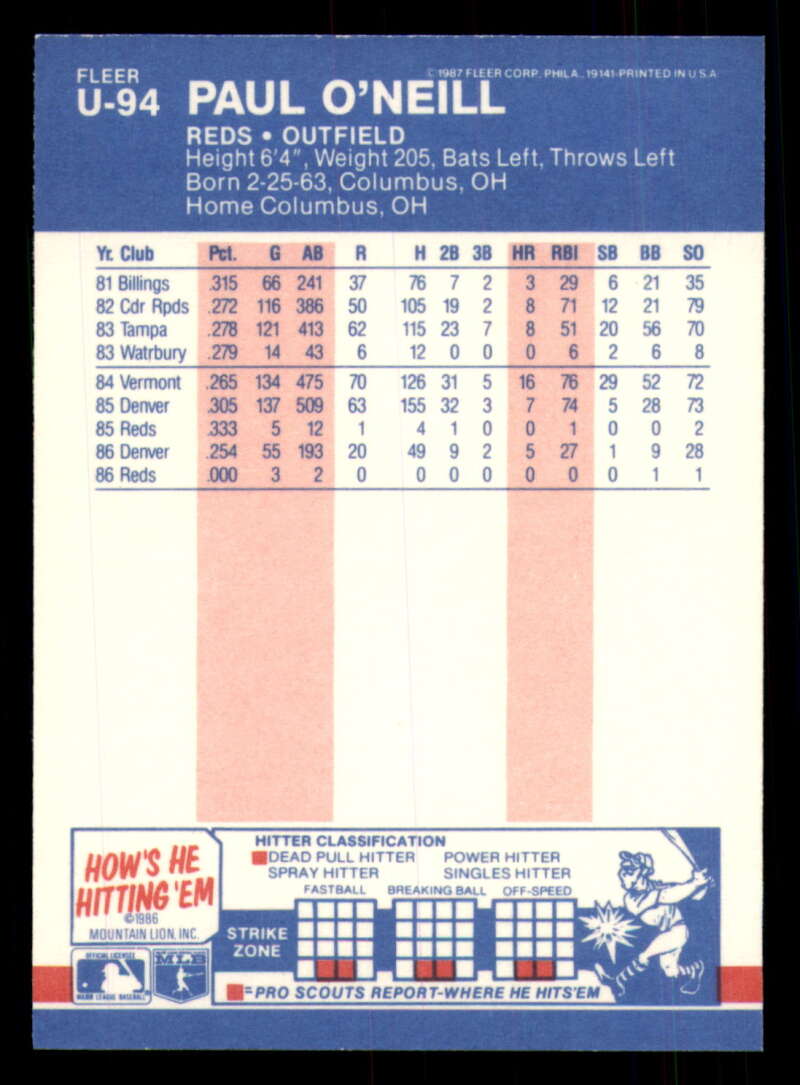 FLEER ©1987 FLEER CORP. PHILA., 19141-PRINTED IN U.S.A.
U-94 PAUL O'NEILL
REDS • OUTFIELD
Height 6'4", Weight 205, Bats Left, Throws Left
Born 2-25-63, Columbus, OH
Home Columbus, OH
Yr. Club Pct. G AB R H 2B 3B HR RBI SB BB SO
81 Billings .315 66 241 37 76 7 2 3 29 6 21 35
82 Cdr Rpds .272 116 386 50 105 19 2 8 71 12 21 79
83 Tampa .278 121 413 62 115 23 7 8 51 20 56 70
83 Watrbury .279 14 43 6 12 0 0 0 6 2 6 8
84 Vermont .265 134 475 70 126 31 5 16 76 29 52 72
85 Denver .305 137 509 63 155 32 3 7 74 5 28 73
85 Reds .333 5 12 1 4 1 0 0 1 0 0 2
86 Denver .254 55 193 20 49 9 2 5 27 1 9 28
86 Reds .000 3 2 0 0 0 0 0 0 0 1 1
HOW'S HE
HITTING 'EM
©1986
MOUNTAIN LION, INC.
OFFICIAL LICENSEE
MAJOR LEAGUE BASEBALL
MLB
HITTER CLASSIFICATION
DEAD PULL HITTER POWER HITTER
SPRAY HITTER SINGLES HITTER
FASTBALL BREAKING BALL OFF-SPEED
STRIKE
ZONE
=PRO SCOUTS REPORT-WHERE HE HITS'EM